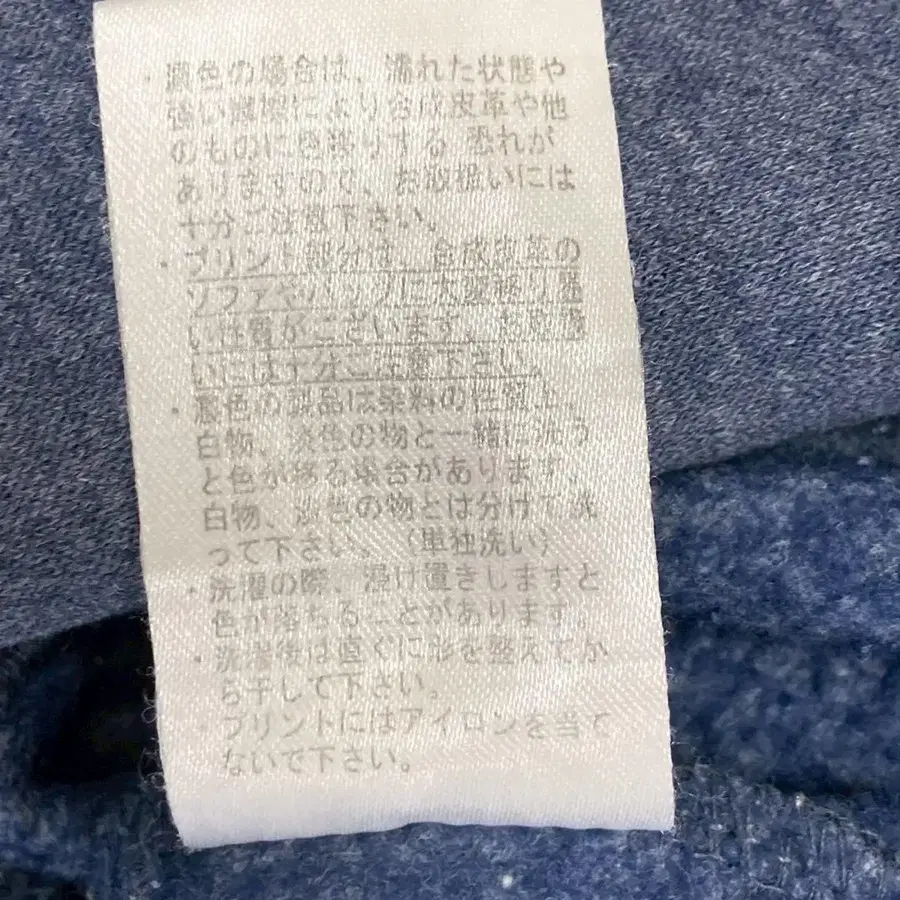 ・濃色の場合は、濡れた状態や
強い摩擦により合成皮革や他
のものに色移りする 恐れが
ありますので、お取扱いには
十分ご注意下さい。
・プリント部分は、合成皮革の
ソファやバッグに大変移り易
い性質がございます。お取扱
いには十分ご注意下さい。
・濃色の製品は染料の性質上、
白物、淡色の物と一緒に洗う
と色が移る場合があります。
白物、淡色の物とは分けて洗
って下さい。（単独洗い）
・洗濯の際、浸け置きしますと
色が落ちることがあります。
・洗濯後は直ぐに形を整えてか
ら干して下さい。
・プリントにはアイロンを当て
ないで下さい。